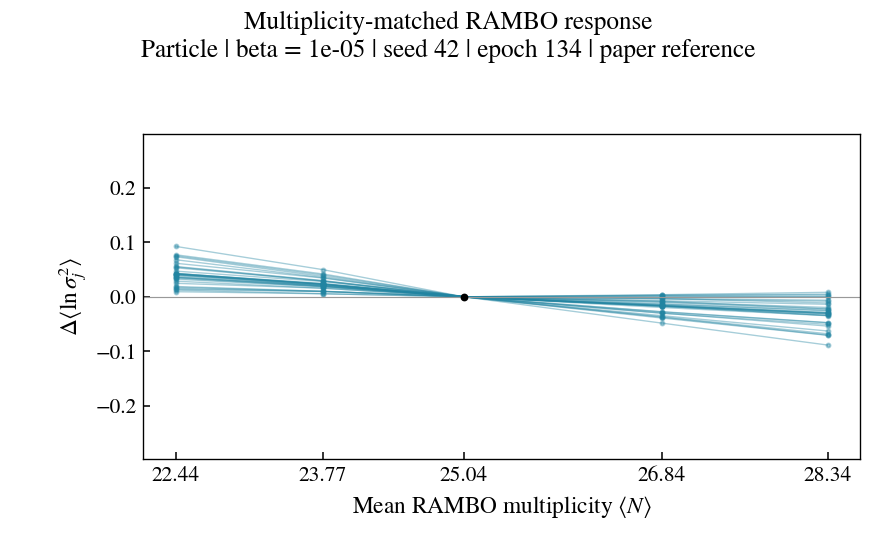 Multiplicity-matched RAMBO response
Particle | beta = 1e-05 | seed 42 | epoch 134 | paper reference
Δ⟨ln σ_j^2⟩
0.2
0.1
0.0
−0.1
−0.2
22.44 23.77 25.04 26.84 28.34
Mean RAMBO multiplicity ⟨N⟩